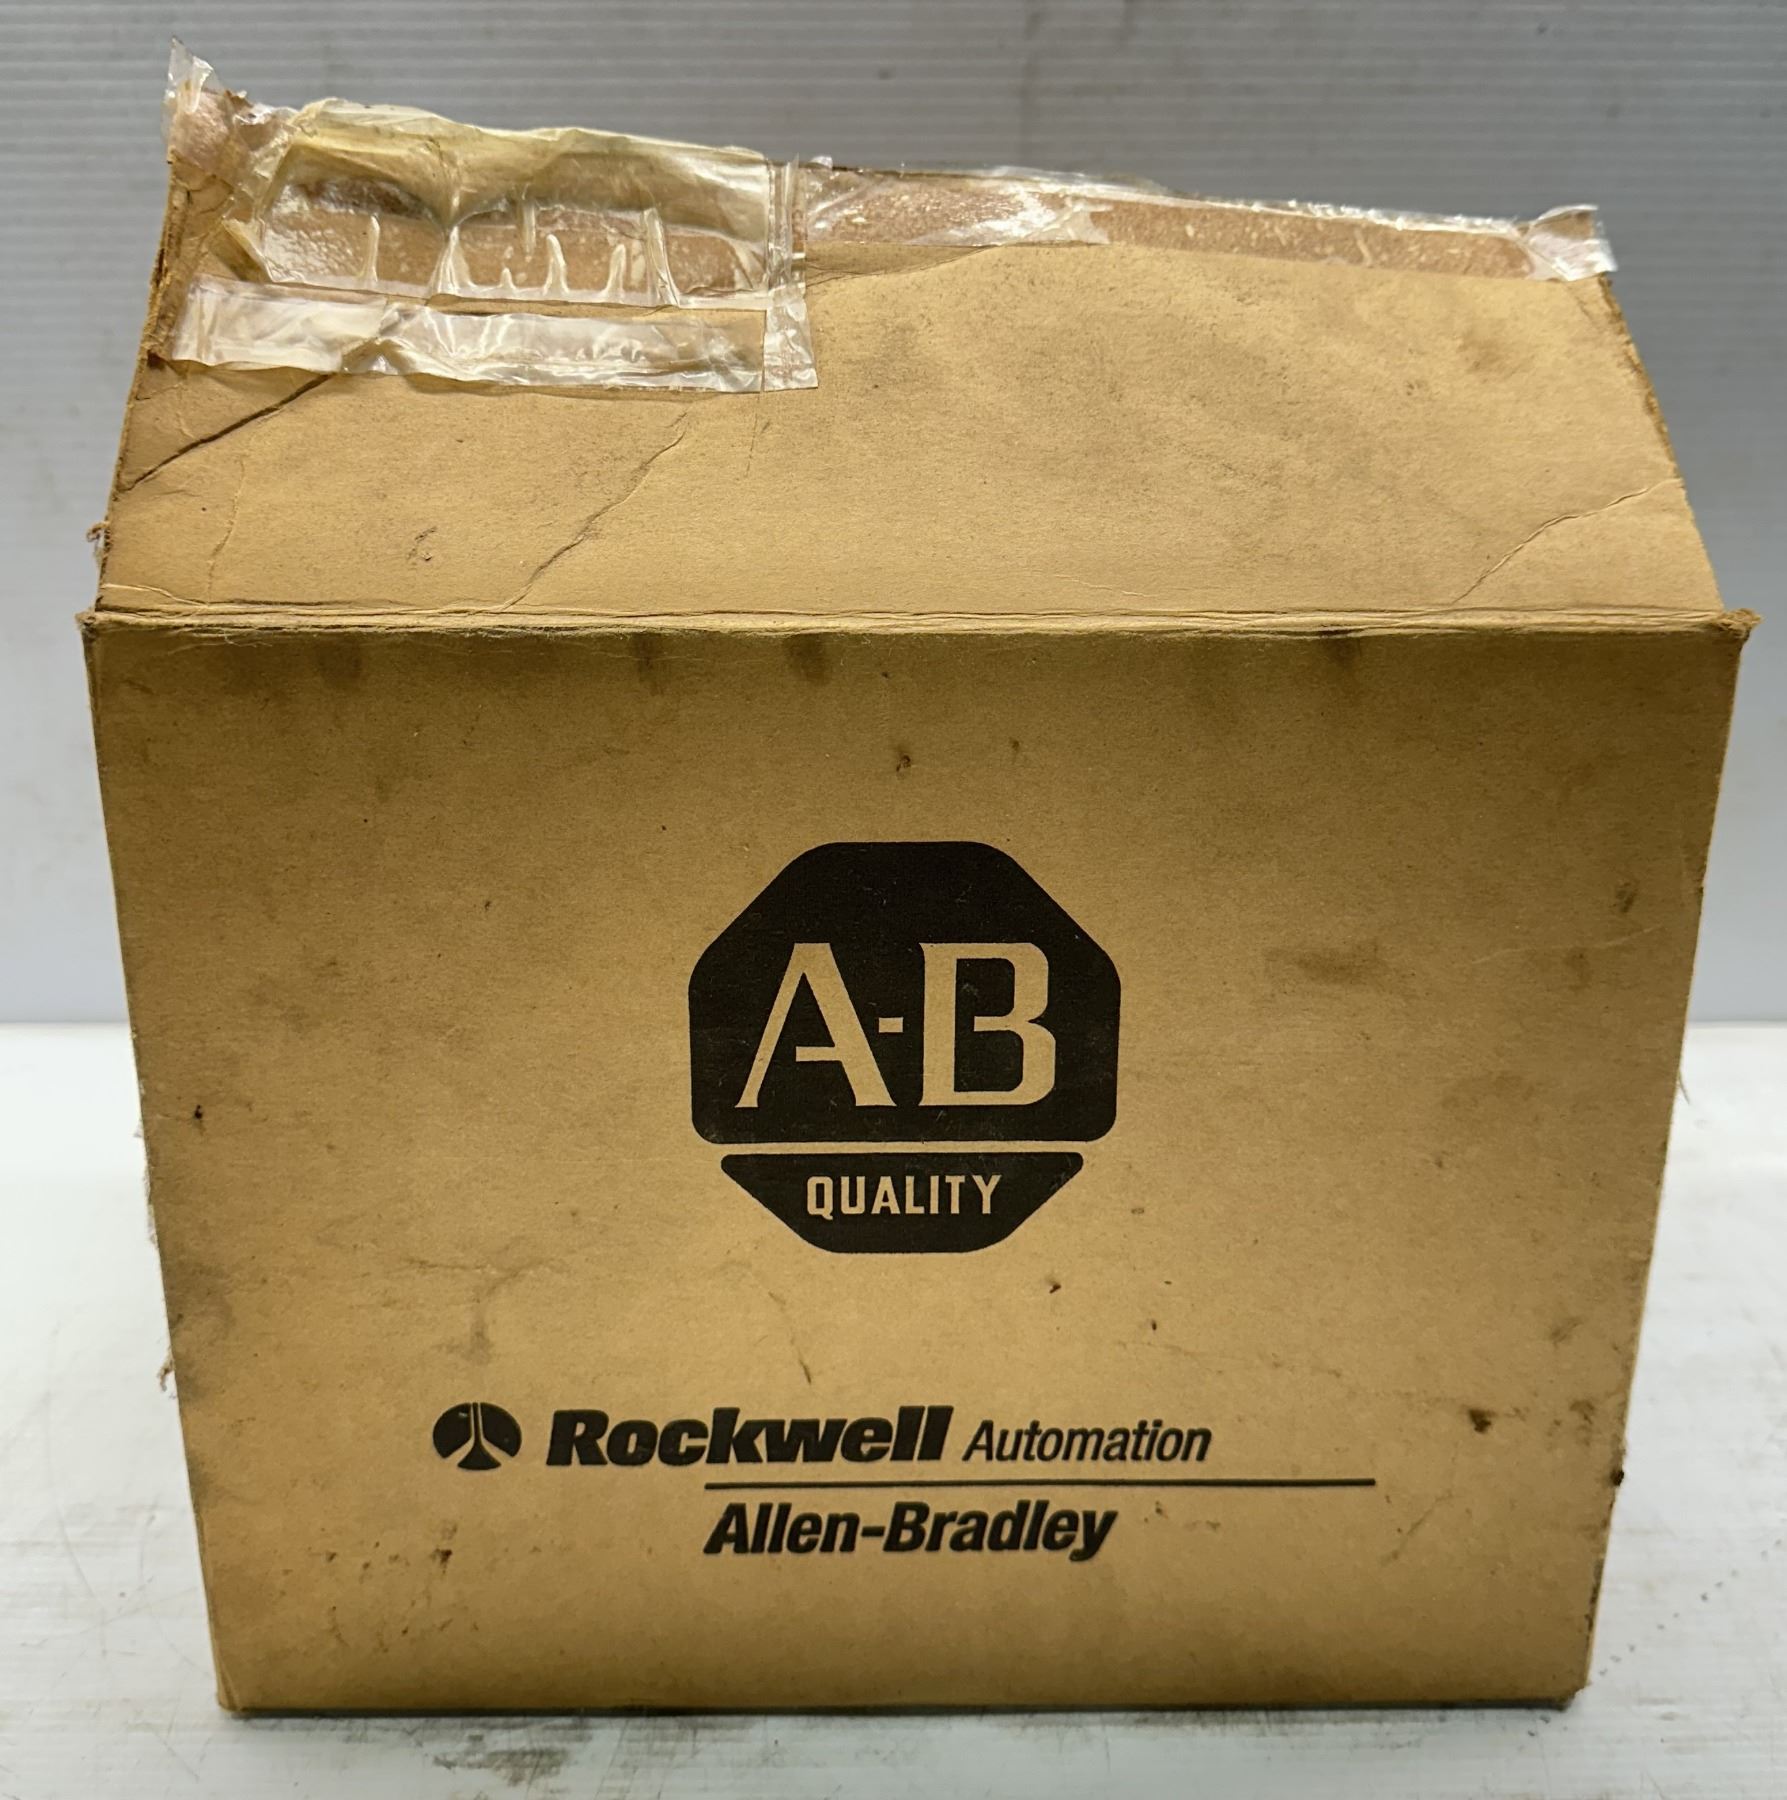 A-B
QUALITY
Rockwell Automation
Allen-Bradley